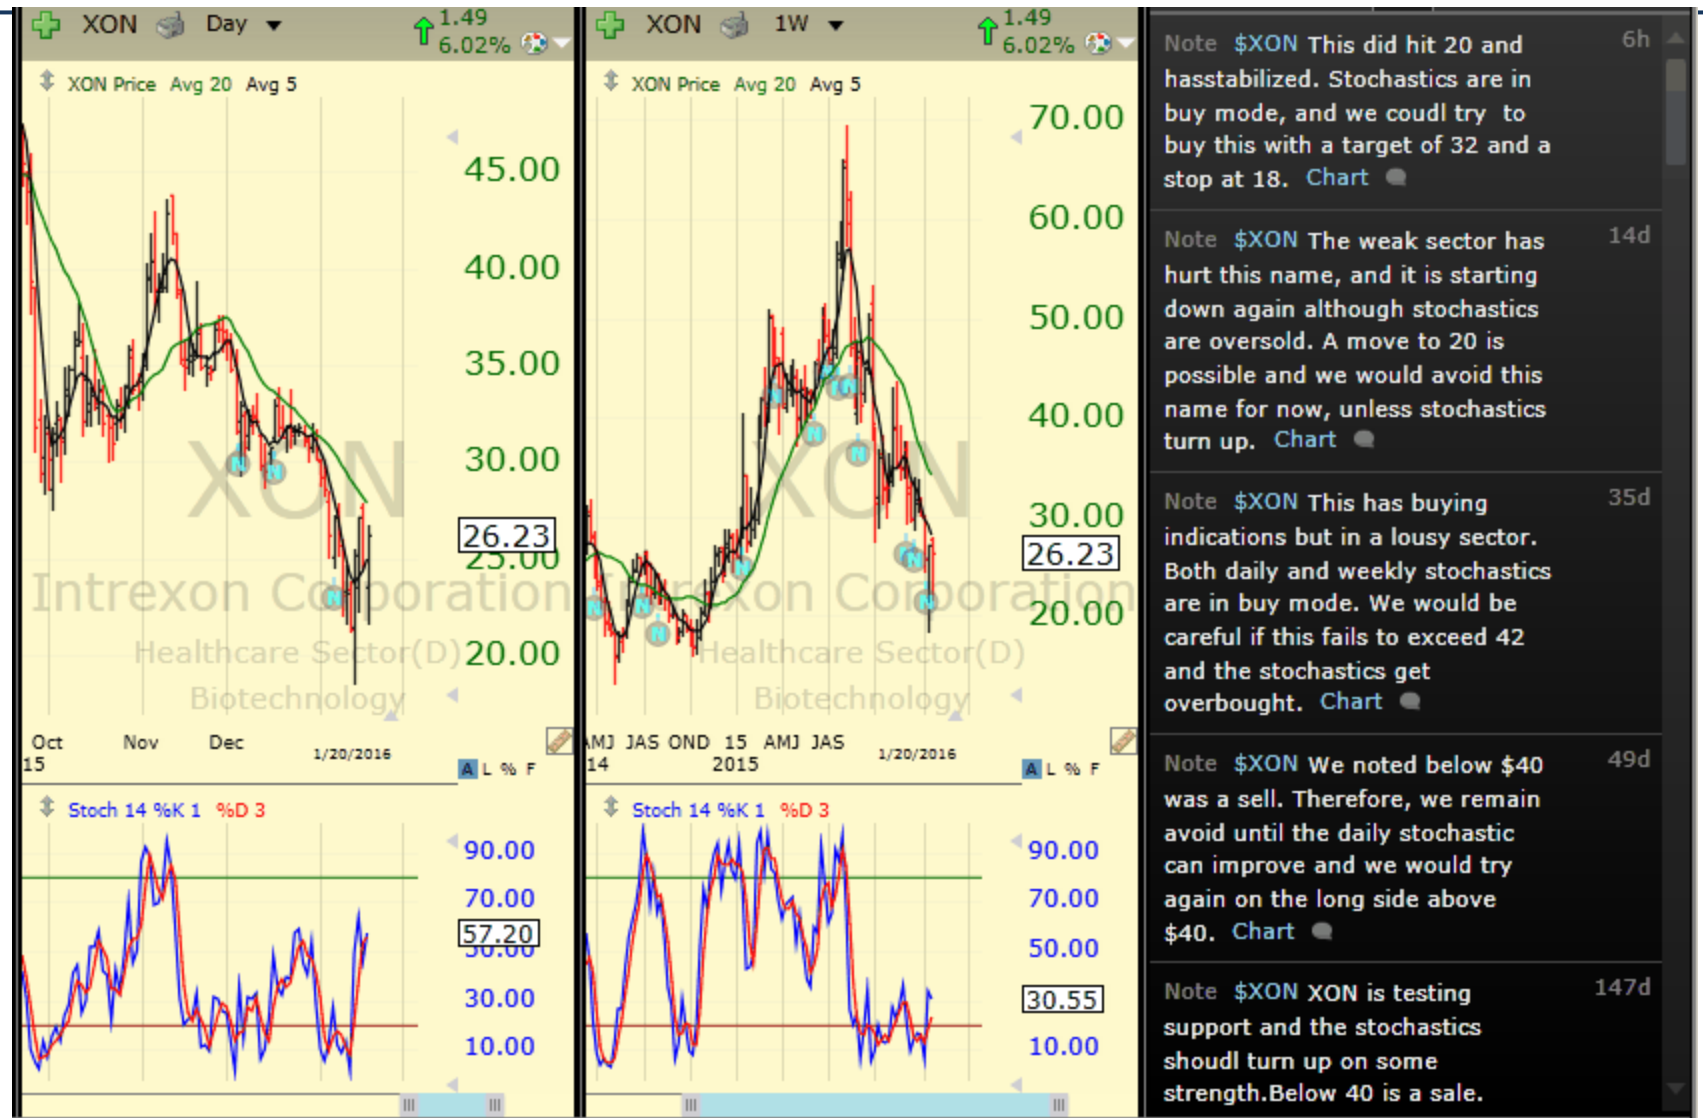 XON Day 1.49
6.02%
XON Price Avg 20 Avg 5
45.00
40.00
35.00
30.00
26.23
25.00
20.00
XON
Intrexon Corporation
Healthcare Sector(D)
Biotechnology
Oct Nov Dec 1/20/2016
15
A L % F
Stoch 14 %K 1 %D 3
90.00
70.00
57.20
50.00
30.00
10.00
XON 1W 1.49
6.02%
XON Price Avg 20 Avg 5
70.00
60.00
50.00
40.00
30.00
26.23
20.00
XON
Intrexon Corporation
Healthcare Sector(D)
Biotechnology
AMJ JAS OND 15 AMJ JAS 1/20/2016
14 2015
A L % F
Stoch 14 %K 1 %D 3
90.00
70.00
50.00
30.55
10.00
Note $XON This did hit 20 and 6h
hasstabilized. Stochastics are in
buy mode, and we coudl try to
buy this with a target of 32 and a
stop at 18. Chart
Note $XON The weak sector has 14d
hurt this name, and it is starting
down again although stochastics
are oversold. A move to 20 is
possible and we would avoid this
name for now, unless stochastics
turn up. Chart
Note $XON This has buying 35d
indications but in a lousy sector.
Both daily and weekly stochastics
are in buy mode. We would be
careful if this fails to exceed 42
and the stochastics get
overbought. Chart
Note $XON We noted below $40 49d
was a sell. Therefore, we remain
avoid until the daily stochastic
can improve and we would try
again on the long side above
$40. Chart
Note $XON XON is testing 147d
support and the stochastics
shoudl turn up on some
strength.Below 40 is a sale.